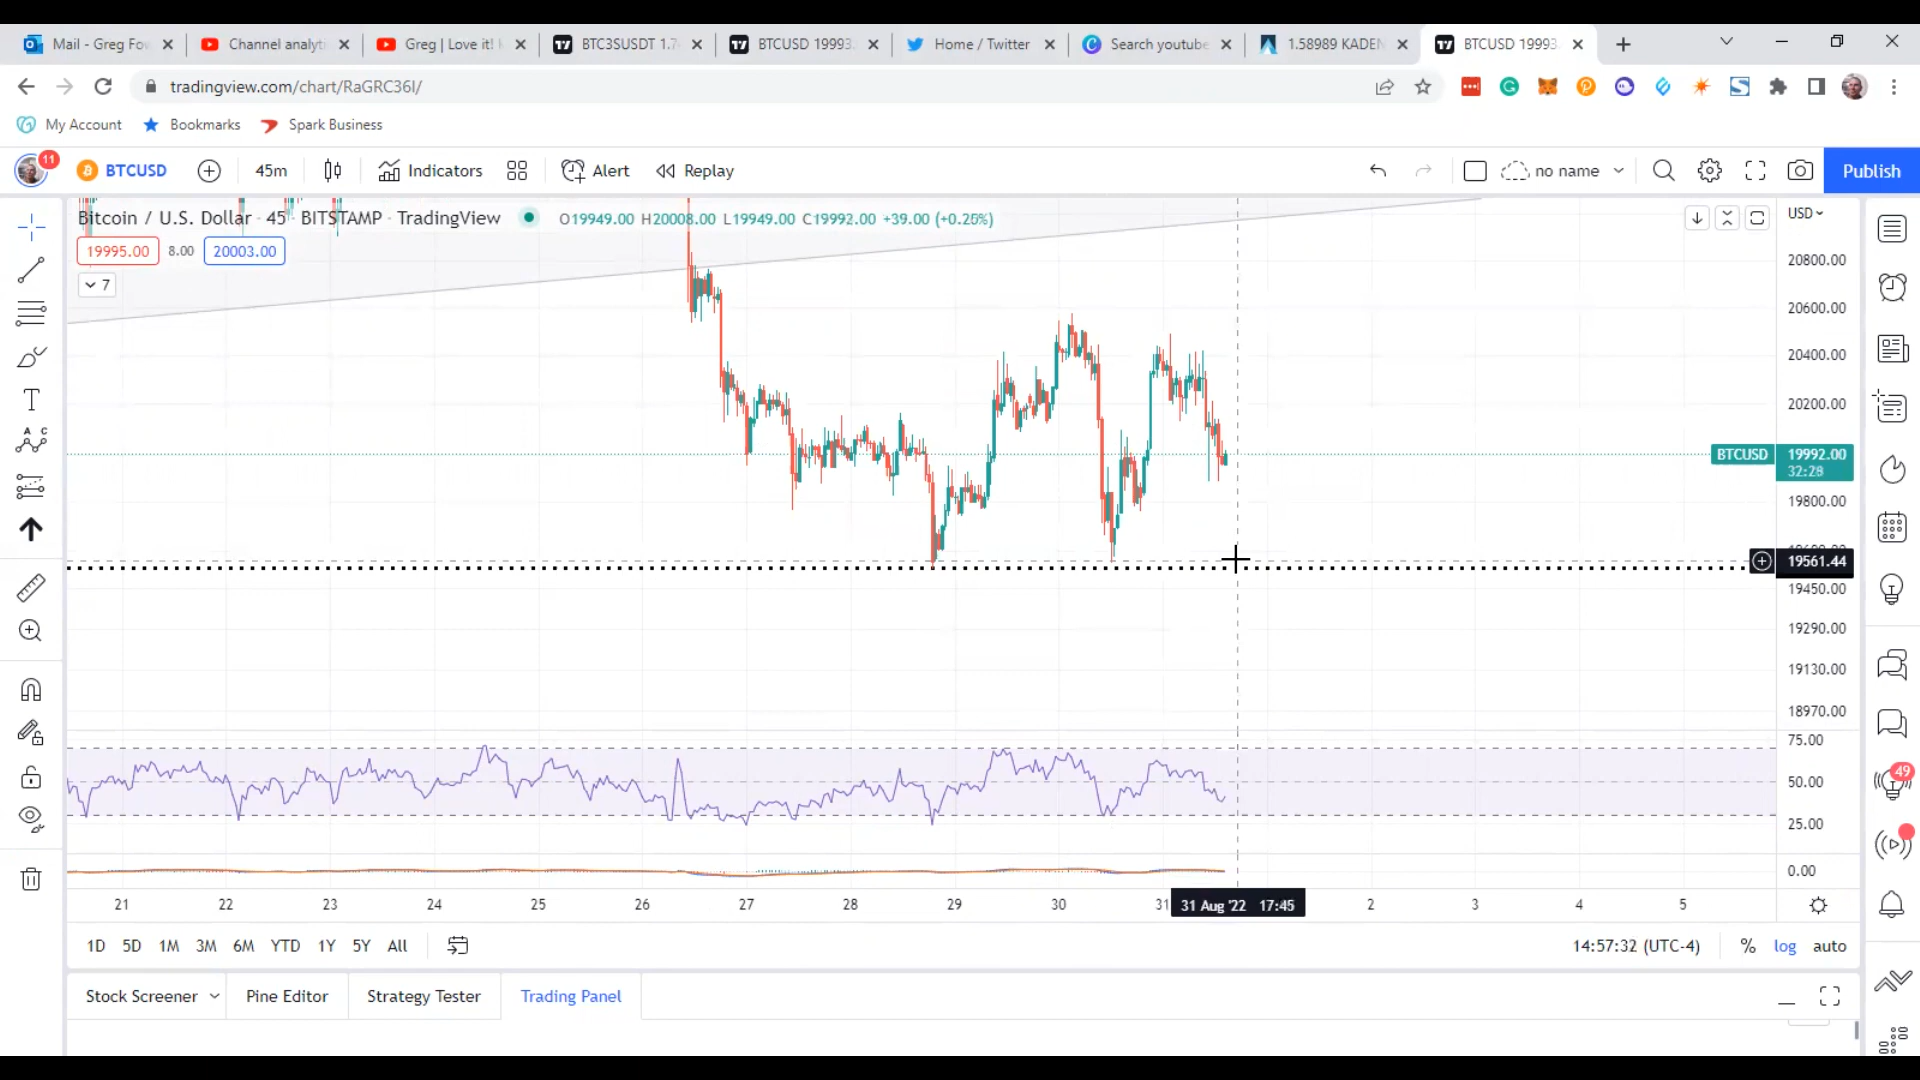 Mail - Greg Fow
Channel analyti
Greg | Love it!
BTC3SUSDT 1.7
BTCUSD 19993.
Home / Twitter
Search youtube
1.58989 KADEN
BTCUSD 19993.
tradingview.com/chart/RaGRC36I/
My Account
Bookmarks
Spark Business
11
BTCUSD
45m
Indicators
Alert
Replay
no name
Publish
Bitcoin / U.S. Dollar · 45 · BITSTAMP · TradingView
O19949.00 H20008.00 L19949.00 C19992.00 +39.00 (+0.20%)
USD
19995.00
8.00
20003.00
7
20800.00
20600.00
20400.00
20200.00
BTCUSD
19992.00
32:28
19800.00
19561.44
19450.00
19290.00
19130.00
18970.00
75.00
50.00
25.00
0.00
49
21
22
23
24
25
26
27
28
29
30
31
31 Aug '22 17:45
2
3
4
5
1D
5D
1M
3M
6M
YTD
1Y
5Y
All
14:57:32 (UTC-4)
%
log
auto
Stock Screener
Pine Editor
Strategy Tester
Trading Panel